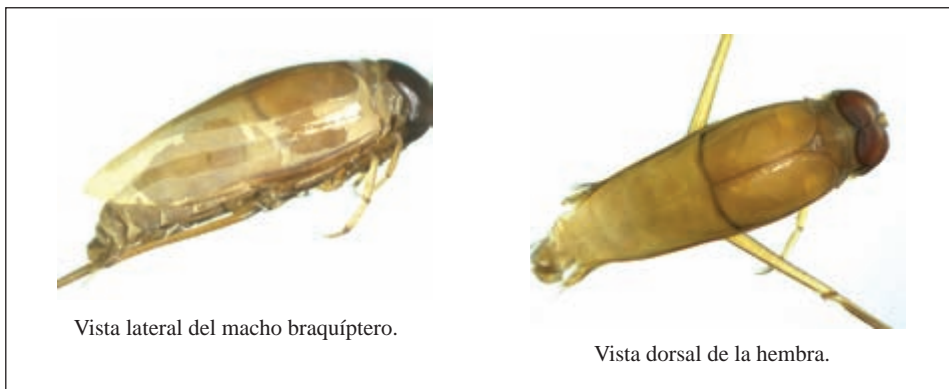 Vista lateral del macho braquíptero.
Vista dorsal de la hembra.